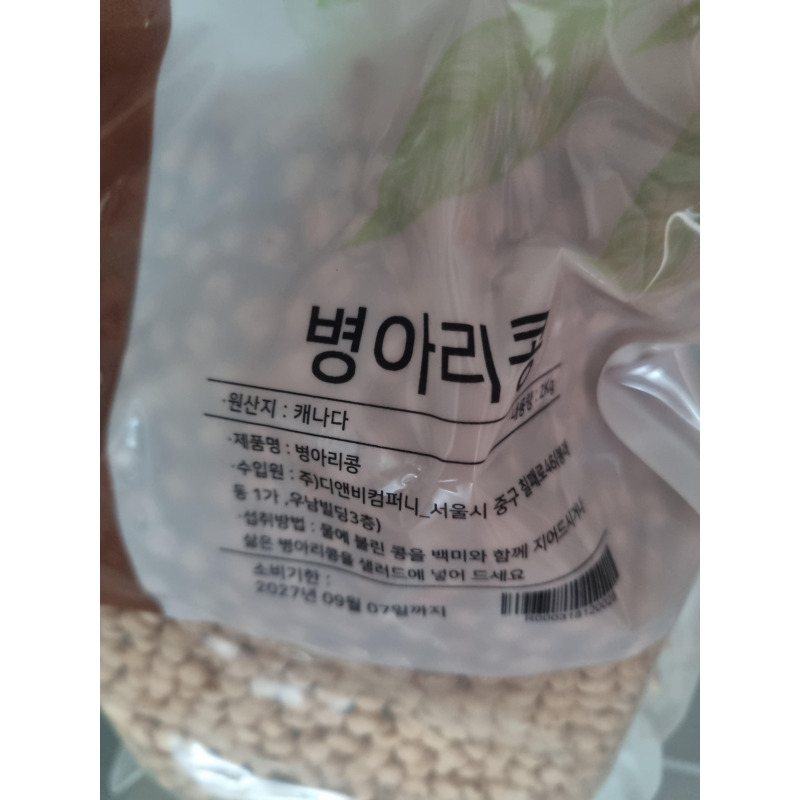 병아리콩
·원산지 : 캐나다 내용량 : 2Kg
·제품명 : 병아리콩
·수입원 : 주)디앤비컴퍼니_서울시 중구 칠패로46(봉래
동 1가 ,우남빌딩3층)
·섭취방법 : 물에 불린 콩을 백미와 함께 지어드시거나
삶은 병아리콩을 샐러드에 넣어 드세요
소비기한 :
2027년 09월 07일까지